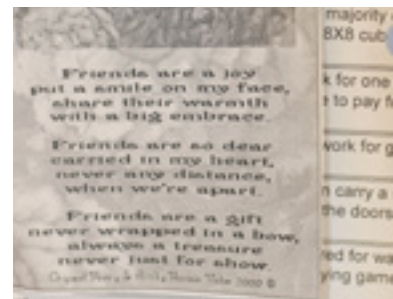 Friends are a joy
put a smile on my face,
share their warmth
with a big embrace.
Friends are so dear
carried in my heart,
never any distance,
when we're apart.
Friends are a gift
never wrapped in a bow,
always a treasure
never just for show.
2000 ©
majority
8X8 cub
k for one
to pay f
work for g
n carry a
the doors
red for wa
ying game